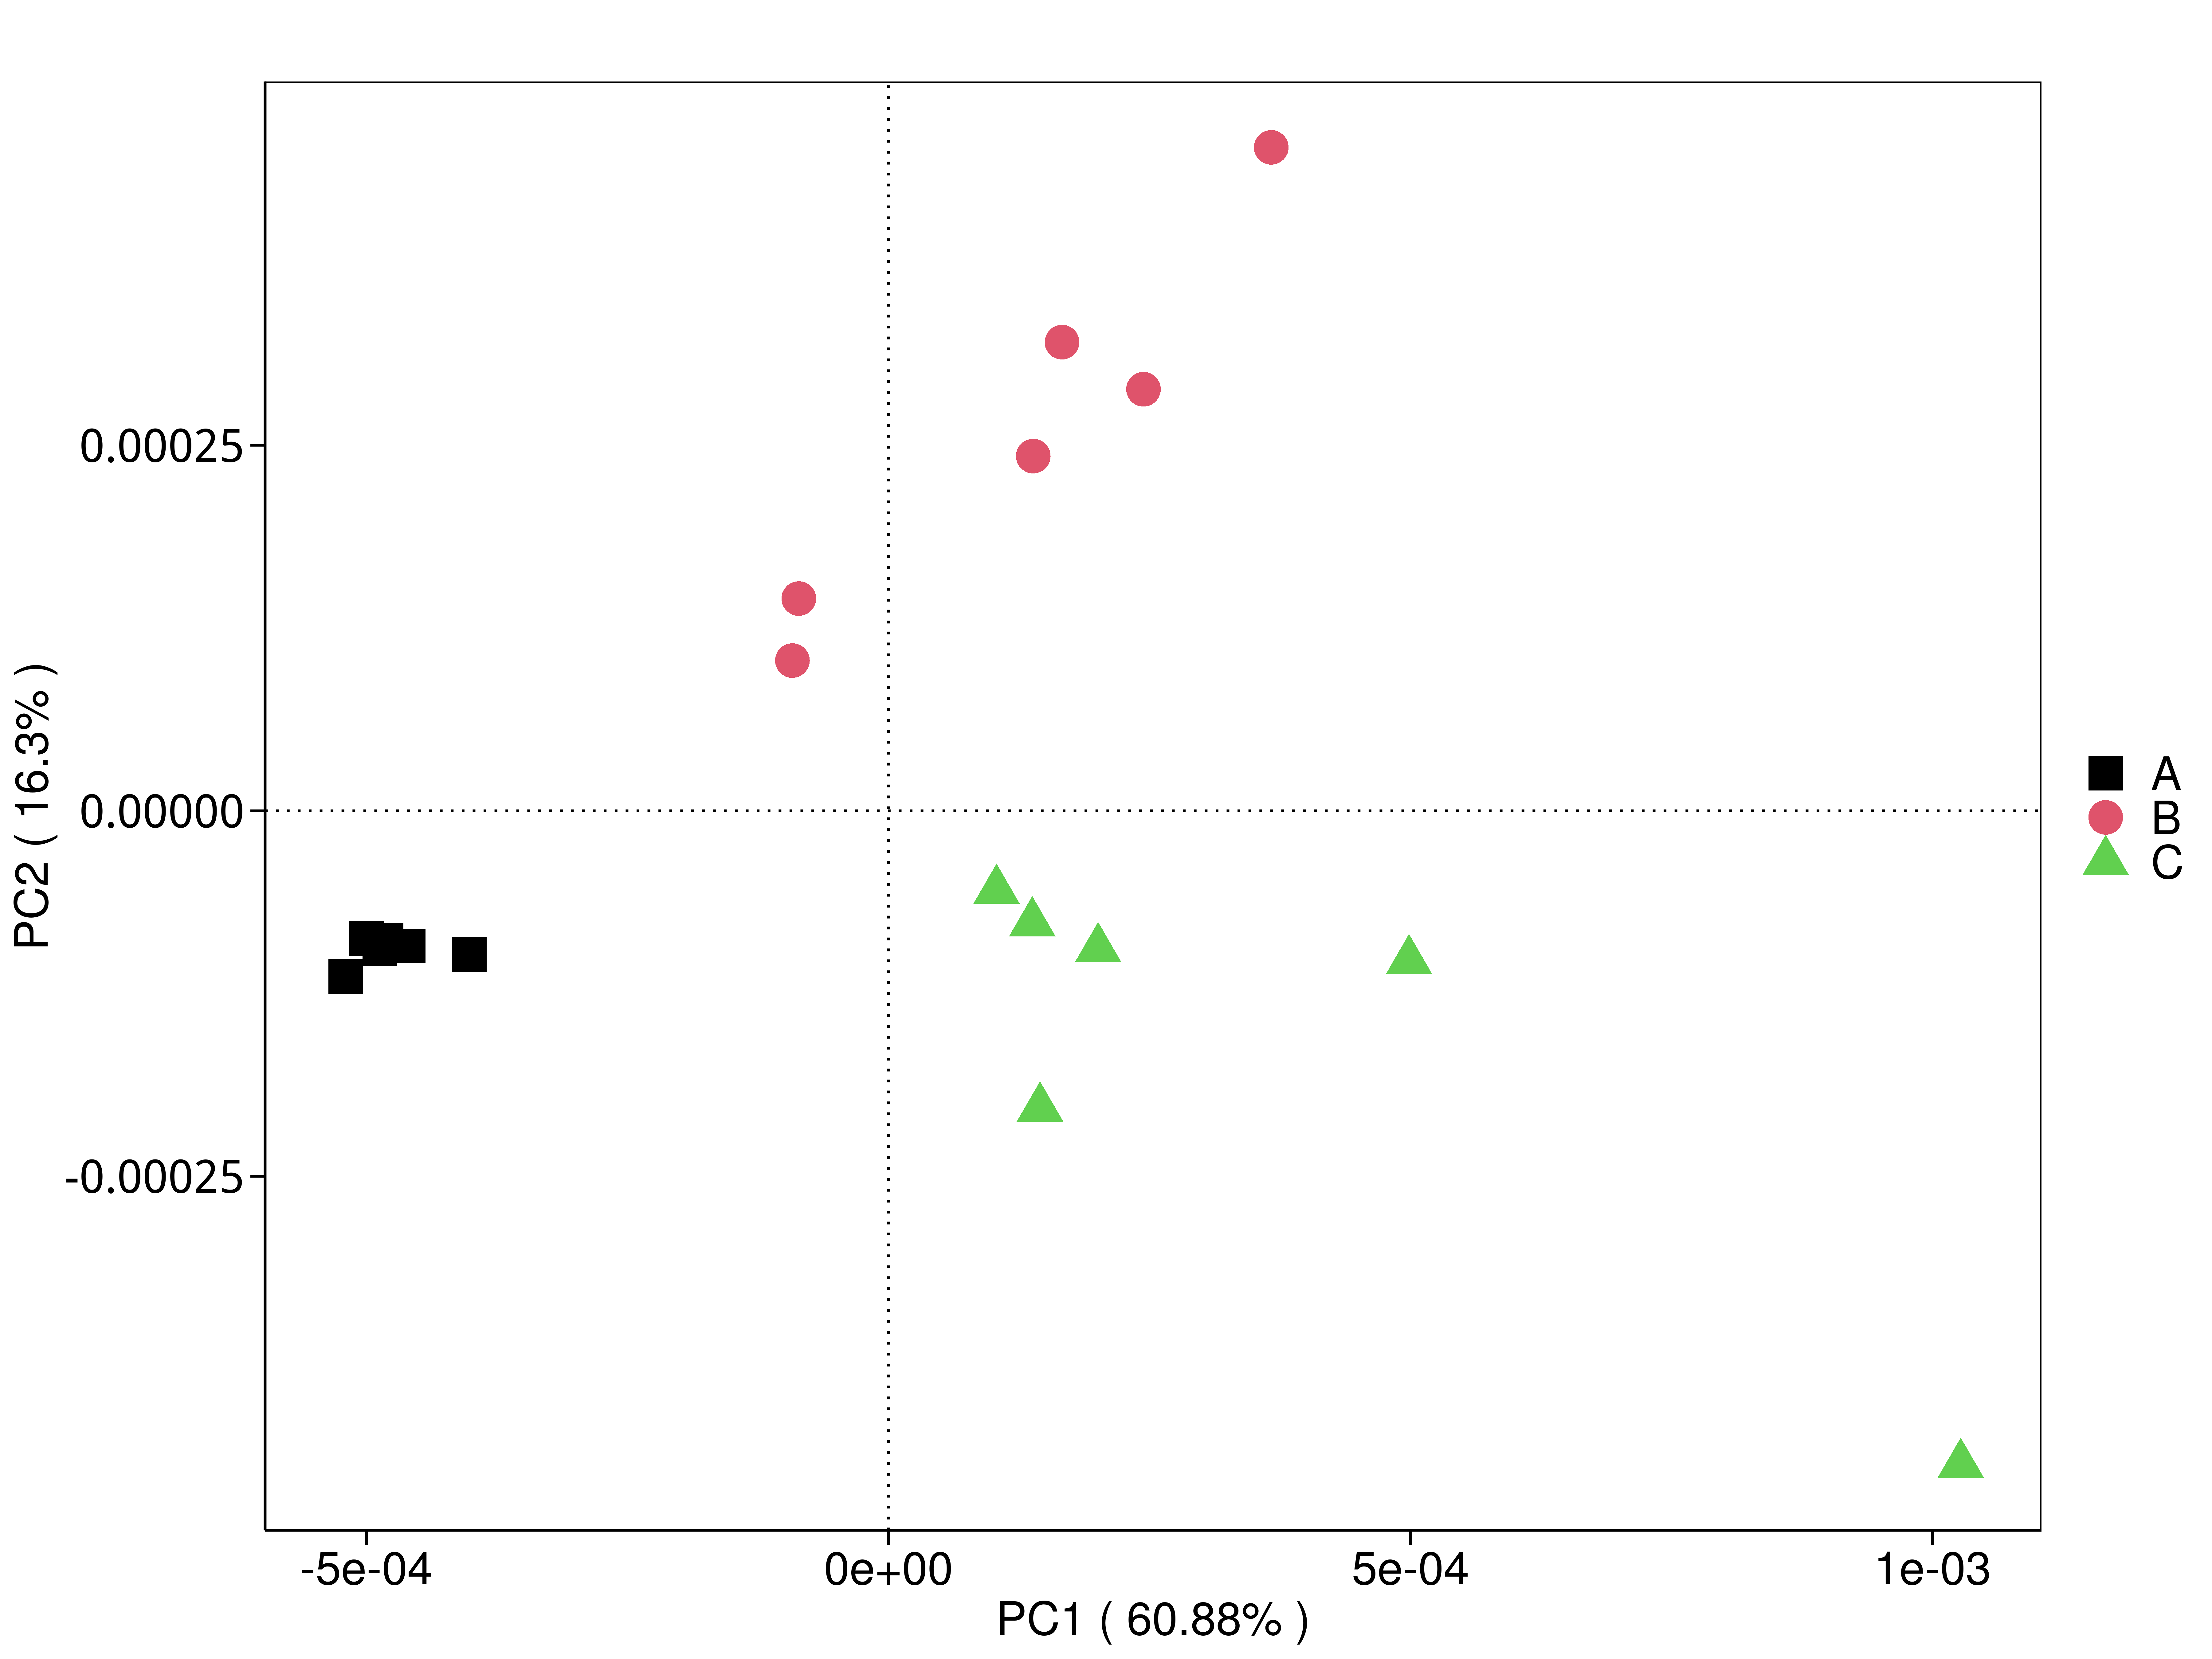 PC2 ( 16.3% )
0.00025
0.00000
-0.00025
-5e-04
0e+00
5e-04
1e-03
PC1 ( 60.88% )
A
B
C